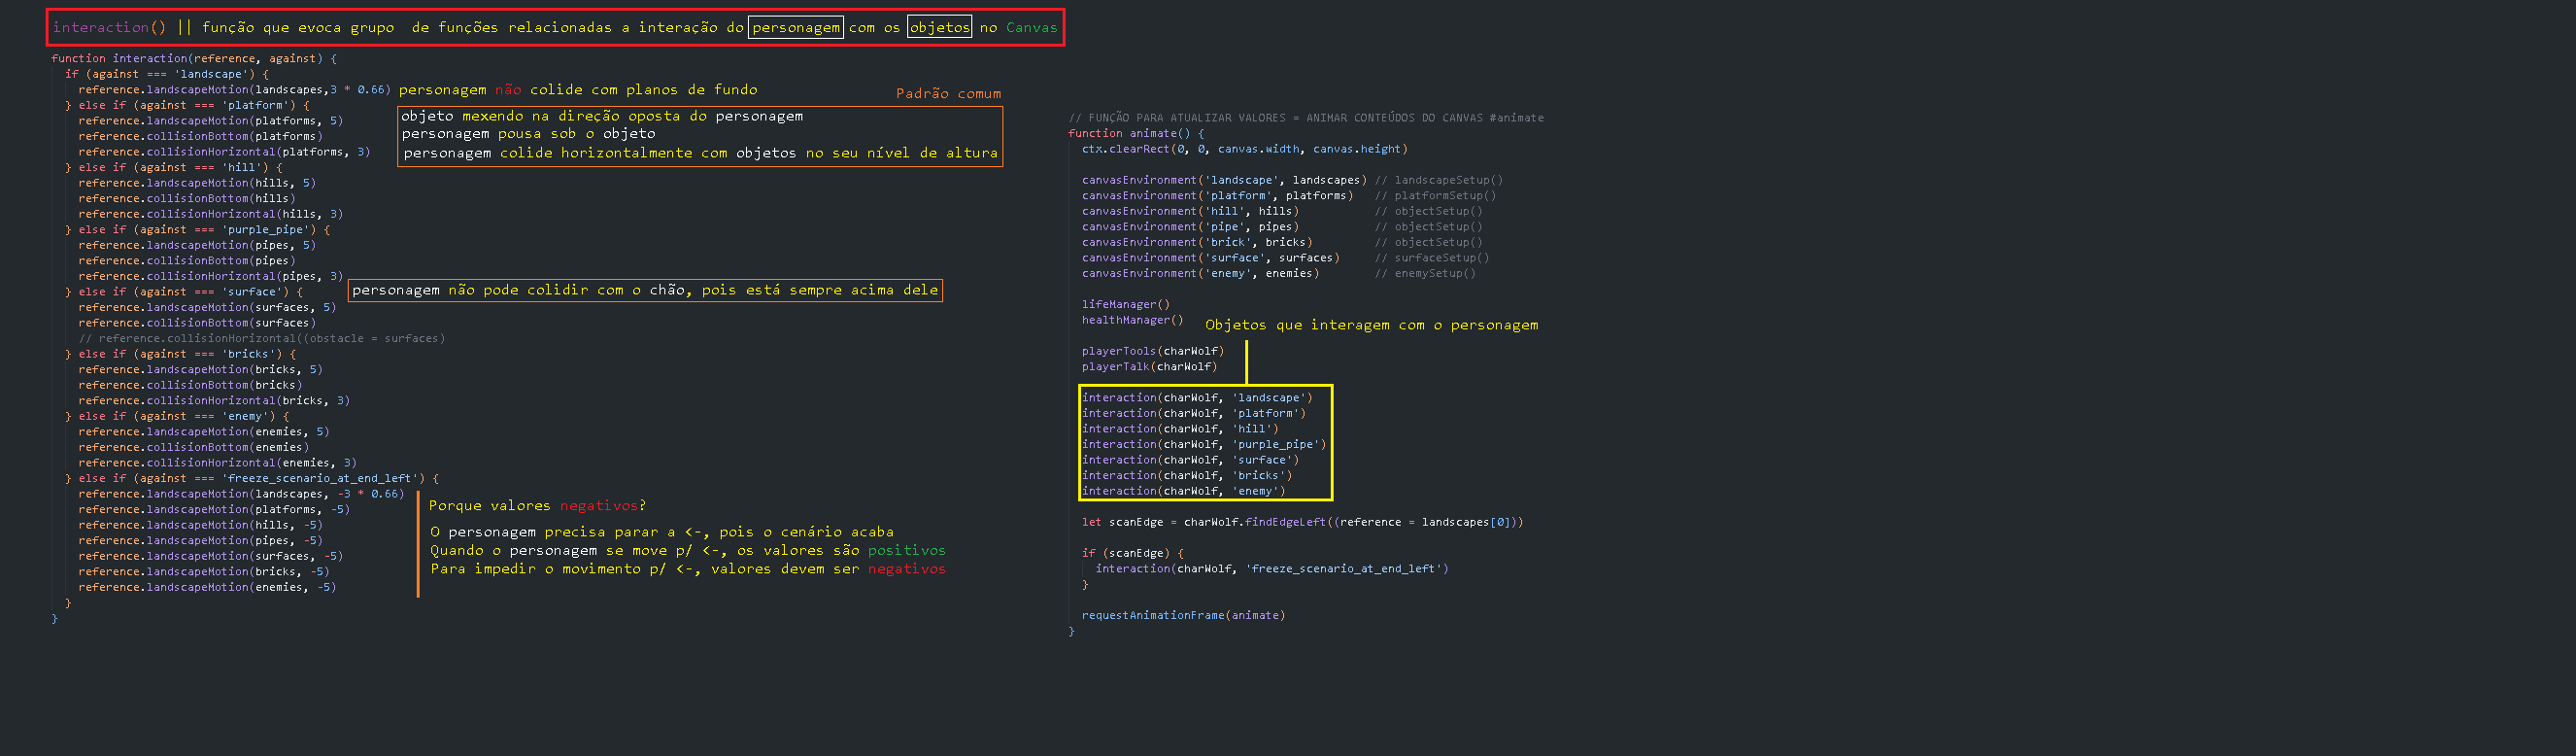 interaction() || função que evoca grupo  de funções relacionadas a interação do personagem com os objetos no Canvas
function interaction(reference, against) {
if (against === 'landscape') {
reference.landscapeMotion(landscapes,3 * 0.66) personagem não colide com planos de fundo
} else if (against === 'platform') {
reference.landscapeMotion(platforms, 5)
reference.collisionBottom(platforms)
reference.collisionHorizontal(platforms, 3)
Padrão comum
objeto mexendo na direção oposta do personagem
personagem pousa sob o objeto
personagem colide horizontalmente com objetos no seu nível de altura
} else if (against === 'hill') {
reference.landscapeMotion(hills, 5)
reference.collisionBottom(hills)
reference.collisionHorizontal(hills, 3)
} else if (against === 'purple_pipe') {
reference.landscapeMotion(pipes, 5)
reference.collisionBottom(pipes)
reference.collisionHorizontal(pipes, 3)
} else if (against === 'surface') {
personagem não pode colidir com o chão, pois está sempre acima dele
reference.landscapeMotion(surfaces, 5)
reference.collisionBottom(surfaces)
// reference.collisionHorizontal((obstacle = surfaces)
} else if (against === 'bricks') {
reference.landscapeMotion(bricks, 5)
reference.collisionBottom(bricks)
reference.collisionHorizontal(bricks, 3)
} else if (against === 'enemy') {
reference.landscapeMotion(enemies, 5)
reference.collisionBottom(enemies)
reference.collisionHorizontal(enemies, 3)
} else if (against === 'freeze_scenario_at_end_left') {
reference.landscapeMotion(landscapes, -3 * 0.66)
reference.landscapeMotion(platforms, -5)
reference.landscapeMotion(hills, -5)
reference.landscapeMotion(pipes, -5)
reference.landscapeMotion(surfaces, -5)
reference.landscapeMotion(bricks, -5)
reference.landscapeMotion(enemies, -5)
}
}
Porque valores negativos?
O personagem precisa parar a <-, pois o cenário acaba
Quando o personagem se move p/ <-, os valores são positivos
Para impedir o movimento p/ <-, valores devem ser negativos
// FUNÇÃO PARA ATUALIZAR VALORES = ANIMAR CONTEÚDOS DO CANVAS #animate
function animate() {
ctx.clearRect(0, 0, canvas.width, canvas.height)
canvasEnvironment('landscape', landscapes) // landscapeSetup()
canvasEnvironment('platform', platforms)   // platformSetup()
canvasEnvironment('hill', hills)           // objectSetup()
canvasEnvironment('pipe', pipes)           // objectSetup()
canvasEnvironment('brick', bricks)         // objectSetup()
canvasEnvironment('surface', surfaces)     // surfaceSetup()
canvasEnvironment('enemy', enemies)        // enemySetup()
lifeManager()
healthManager()
Objetos que interagem com o personagem
playerTools(charWolf)
playerTalk(charWolf)
interaction(charWolf, 'landscape')
interaction(charWolf, 'platform')
interaction(charWolf, 'hill')
interaction(charWolf, 'purple_pipe')
interaction(charWolf, 'surface')
interaction(charWolf, 'bricks')
interaction(charWolf, 'enemy')
let scanEdge = charWolf.findEdgeLeft((reference = landscapes[0]))
if (scanEdge) {
interaction(charWolf, 'freeze_scenario_at_end_left')
}
requestAnimationFrame(animate)
}